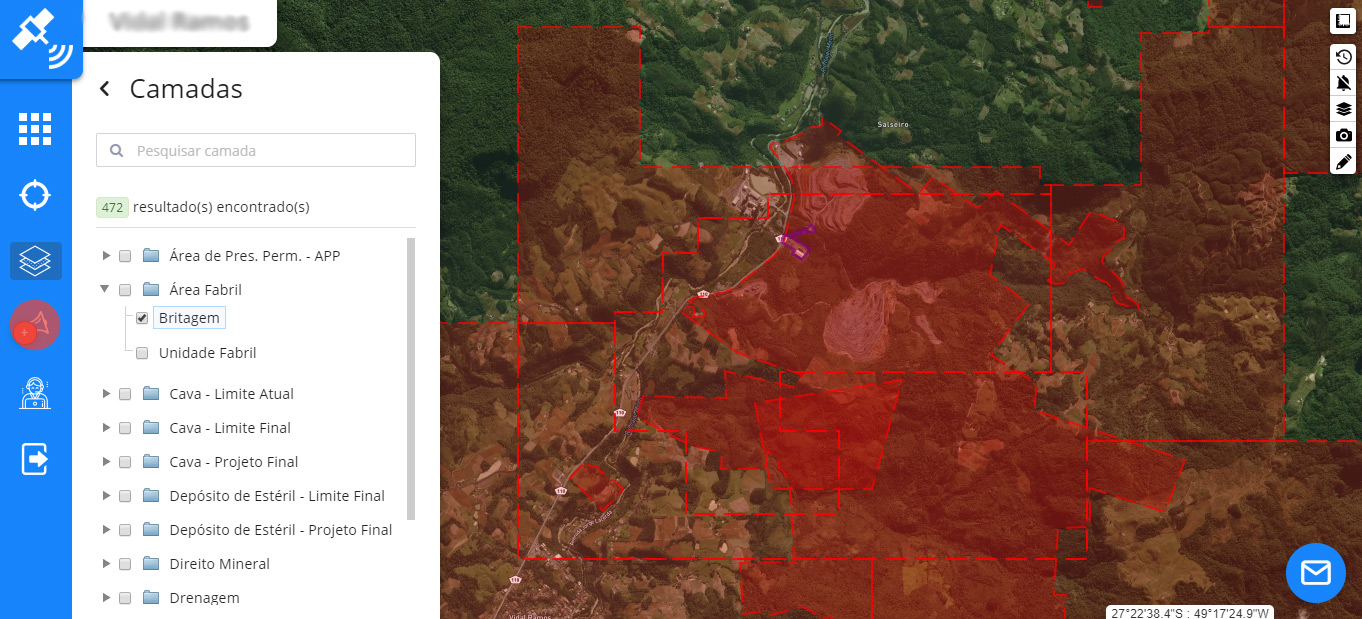 Vidal Ramos
Camadas
Pesquisar camada
472 resultado(s) encontrado(s)
Área de Pres. Perm. - APP
Área Fabril
Britagem
Unidade Fabril
Cava - Limite Atual
Cava - Limite Final
Cava - Projeto Final
Depósito de Estéril - Limite Final
Depósito de Estéril - Projeto Final
Direito Mineral
Drenagem
Salseiro
Vidal Ramos
27°22'38.4"S : 49°17'24.9"W